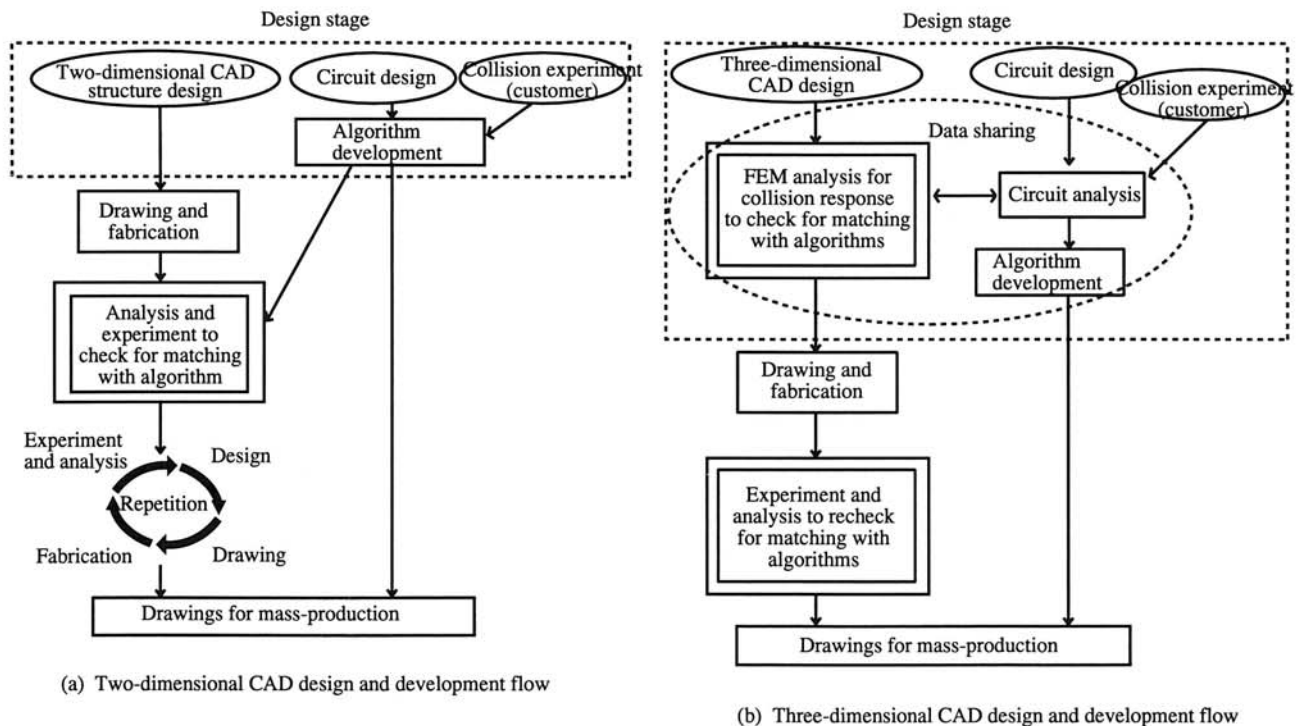 Design stage
Two-dimensional CAD
structure design
Circuit design
Collision experiment
(customer)
Algorithm
development
Drawing and
fabrication
Analysis and
experiment to
check for matching
with algorithm
Experiment
and analysis
Design
Repetition
Fabrication
Drawing
Drawings for mass-production
(a) Two-dimensional CAD design and development flow
Design stage
Three-dimensional
CAD design
Circuit design
Collision experiment
(customer)
Data sharing
FEM analysis for
collision response
to check for matching
with algorithms
Circuit analysis
Algorithm
development
Drawing and
fabrication
Experiment and
analysis to recheck
for matching with
algorithms
Drawings for mass-production
(b) Three-dimensional CAD design and development flow